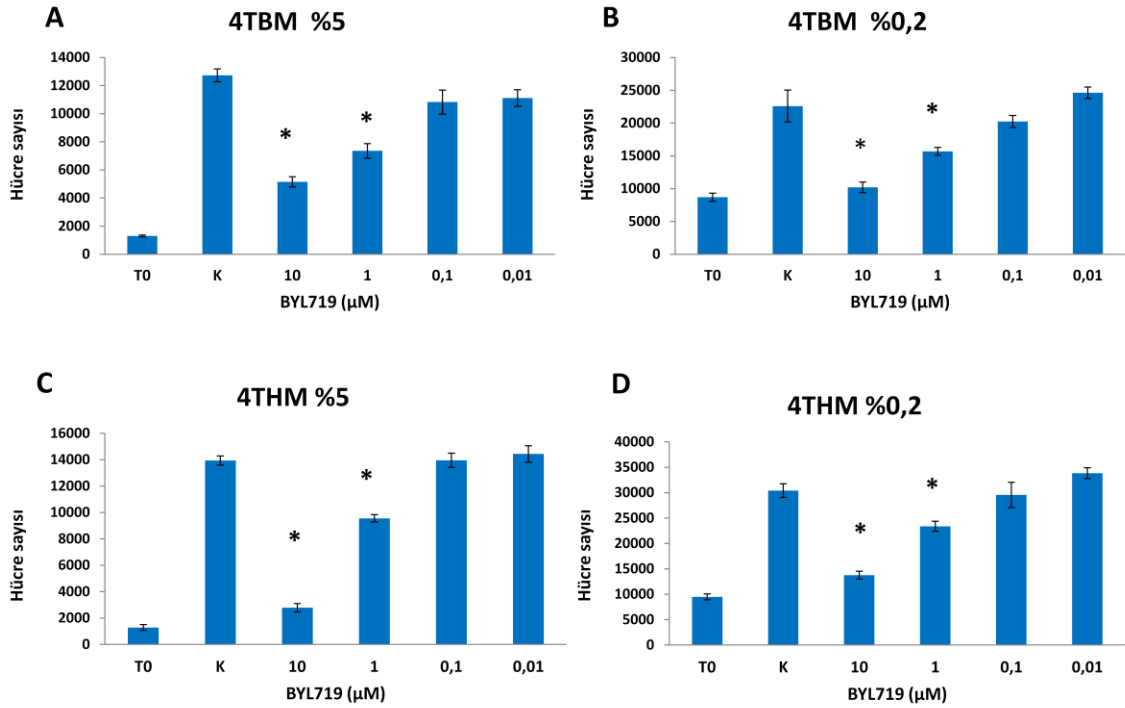 A
4TBM %5
Hücre sayısı
14000
12000
10000
8000
6000
4000
2000
0
*
*
T0 K 10 1 0,1 0,01
BYL719 (µM)
B
4TBM %0,2
Hücre sayısı
30000
25000
20000
15000
10000
5000
0
*
*
T0 K 10 1 0,1 0,01
BYL719 (µM)
C
4THM %5
Hücre sayısı
16000
14000
12000
10000
8000
6000
4000
2000
0
*
*
T0 K 10 1 0,1 0,01
BYL719 (µM)
D
4THM %0,2
Hücre sayısı
40000
35000
30000
25000
20000
15000
10000
5000
0
*
*
T0 K 10 1 0,1 0,01
BYL719 (µM)